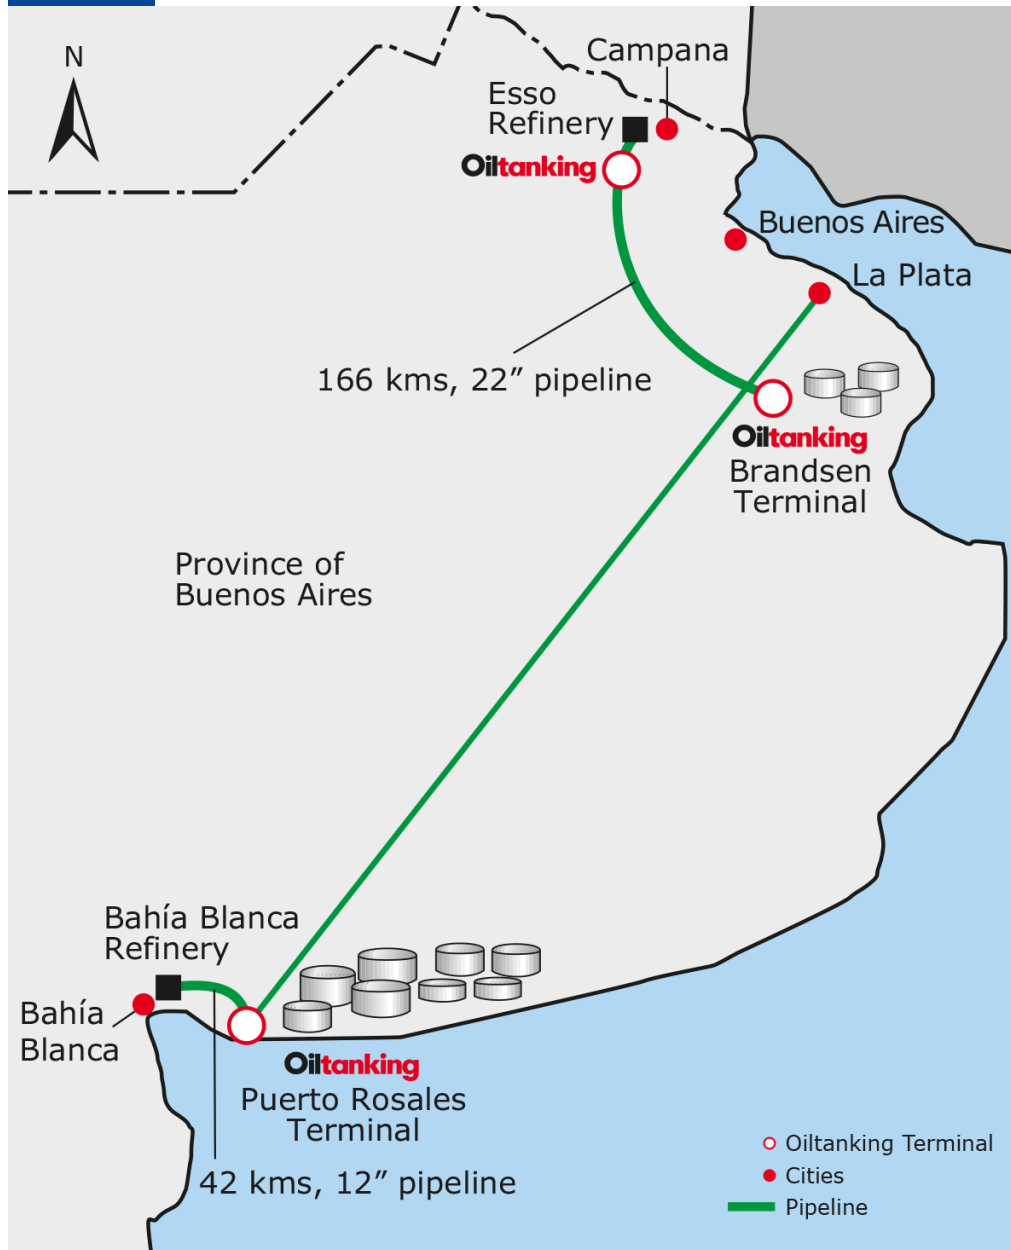 N
Campana
Esso
Refinery
Oiltanking
Buenos Aires
La Plata
166 kms, 22” pipeline
Oiltanking
Brandsen
Terminal
Province of
Buenos Aires
Bahía Blanca
Refinery
Bahía
Blanca
Oiltanking
Puerto Rosales
Terminal
42 kms, 12” pipeline
Oiltanking Terminal
Cities
Pipeline